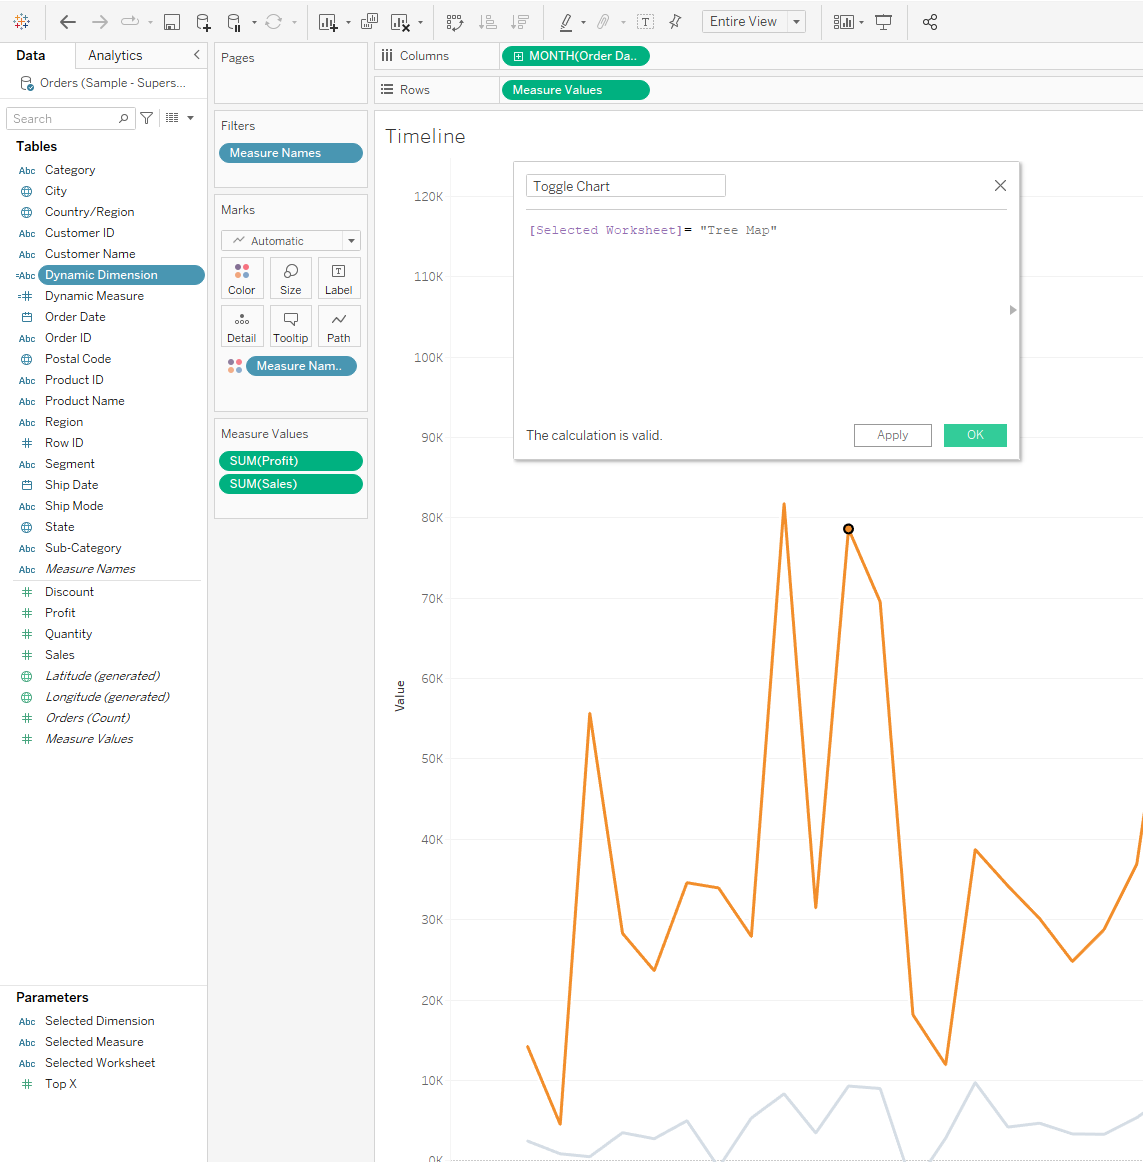 Entire View
Data
Analytics
Orders (Sample - Supers...
Search
Tables
Abc Category
City
Country/Region
Abc Customer ID
Abc Customer Name
=Abc Dynamic Dimension
=# Dynamic Measure
Order Date
Abc Order ID
Postal Code
Abc Product ID
Abc Product Name
Abc Region
# Row ID
Abc Segment
Ship Date
Abc Ship Mode
State
Abc Sub-Category
Abc Measure Names
# Discount
# Profit
# Quantity
# Sales
Latitude (generated)
Longitude (generated)
# Orders (Count)
# Measure Values
Parameters
Abc Selected Dimension
Abc Selected Measure
Abc Selected Worksheet
# Top X
Pages
Filters
Measure Names
Marks
Automatic
Color
Size
Label
Detail
Tooltip
Path
Measure Nam..
Measure Values
SUM(Profit)
SUM(Sales)
Columns
MONTH(Order Da..
Rows
Measure Values
Timeline
Toggle Chart
[Selected Worksheet]= "Tree Map"
The calculation is valid.
Apply
OK
120K
110K
100K
90K
80K
70K
60K
50K
40K
30K
20K
10K
0K
Value